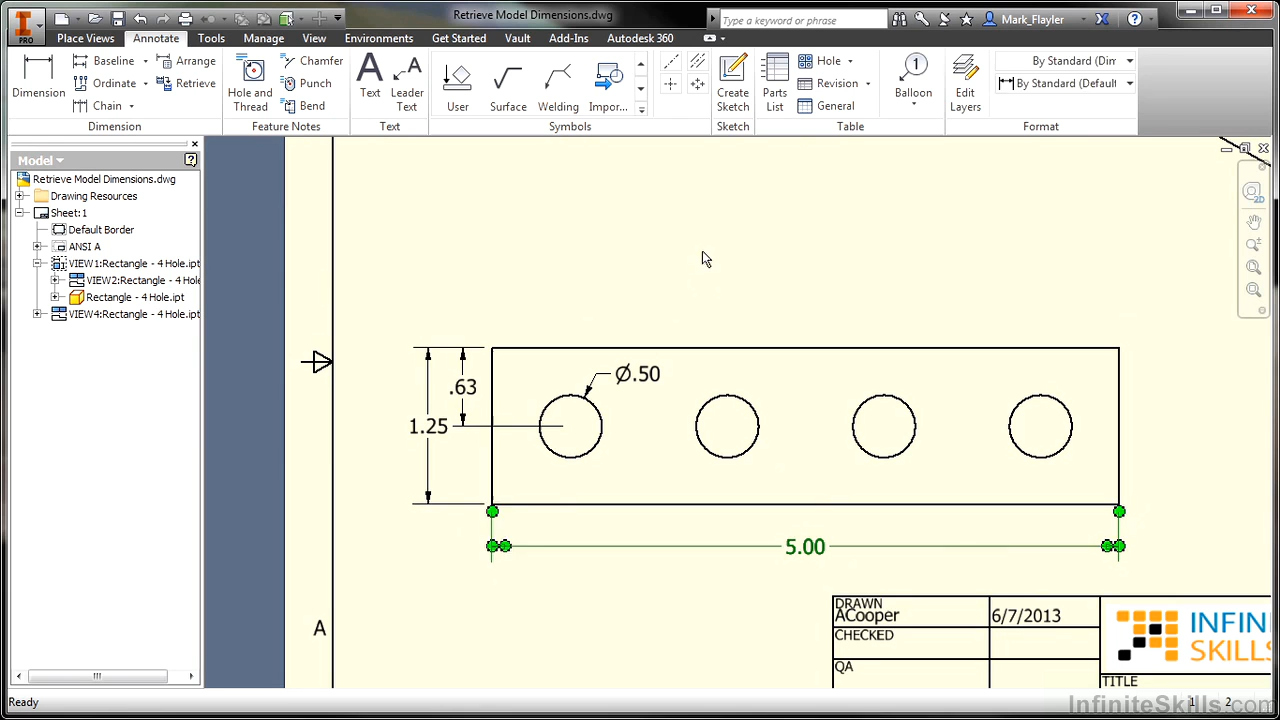 Retrieve Model Dimensions.dwg
Type a keyword or phrase
Mark_Flayler
PRO
Place Views Annotate Tools Manage View Environments Get Started Vault Add-Ins Autodesk 360
Dimension
Baseline
Ordinate
Chain
Arrange
Retrieve
Dimension
Hole and Thread
Chamfer
Punch
Bend
Feature Notes
Text
Leader Text
Text
User
Surface
Welding
Impor...
Symbols
Create Sketch
Sketch
Parts List
Hole
Revision
General
Table
Balloon
Edit Layers
By Standard (Dim
By Standard (Default
Format
Model
Retrieve Model Dimensions.dwg
Drawing Resources
Sheet:1
Default Border
ANSI A
VIEW1:Rectangle - 4 Hole.ipt
VIEW2:Rectangle - 4 Hole
Rectangle - 4 Hole.ipt
VIEW4:Rectangle - 4 Hole.ipt
2D
Ø.50
.63
1.25
5.00
A
DRAWN
ACooper
6/7/2013
CHECKED
QA
TITLE
INFIN
SKILLS
Ready
1 2
InfiniteSkills.com